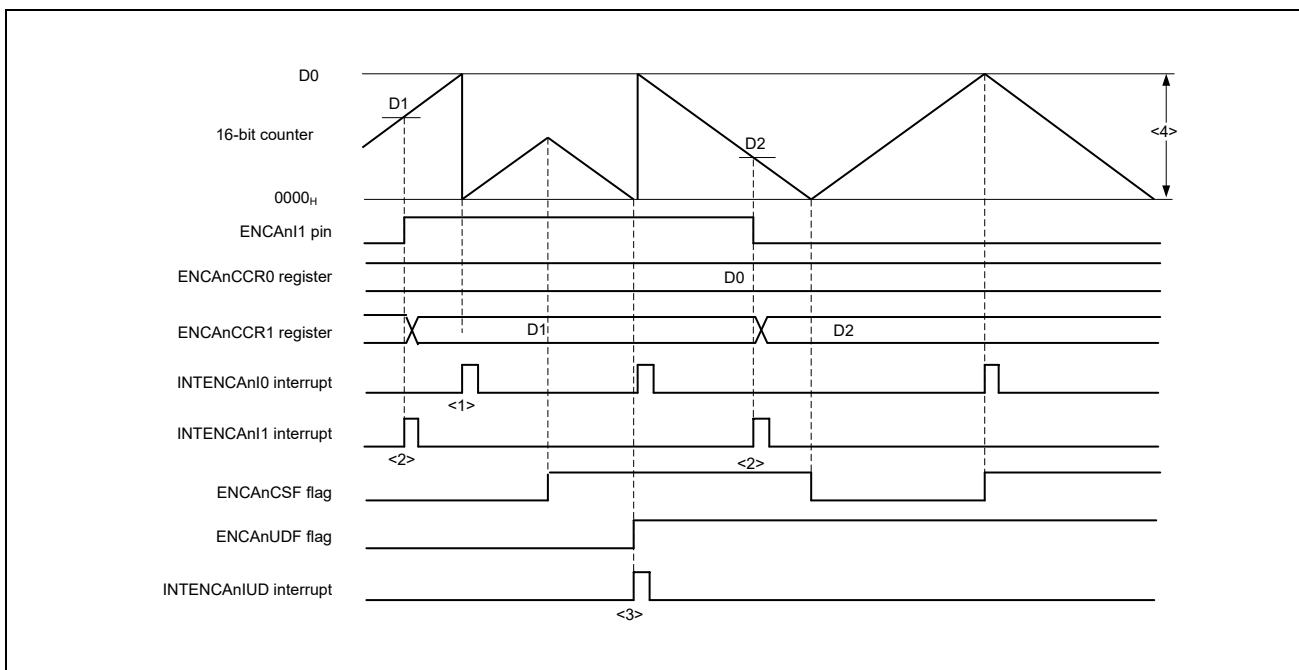 D0
D1
<4>
16-bit counter
D2
0000H
ENCAnI1 pin
ENCAnCCR0 register
D0
ENCAnCCR1 register
D1
D2
INTENCAnI0 interrupt
<1>
INTENCAnI1 interrupt
<2>
<2>
ENCAnCSF flag
ENCAnUDF flag
INTENCAnIUD interrupt
<3>